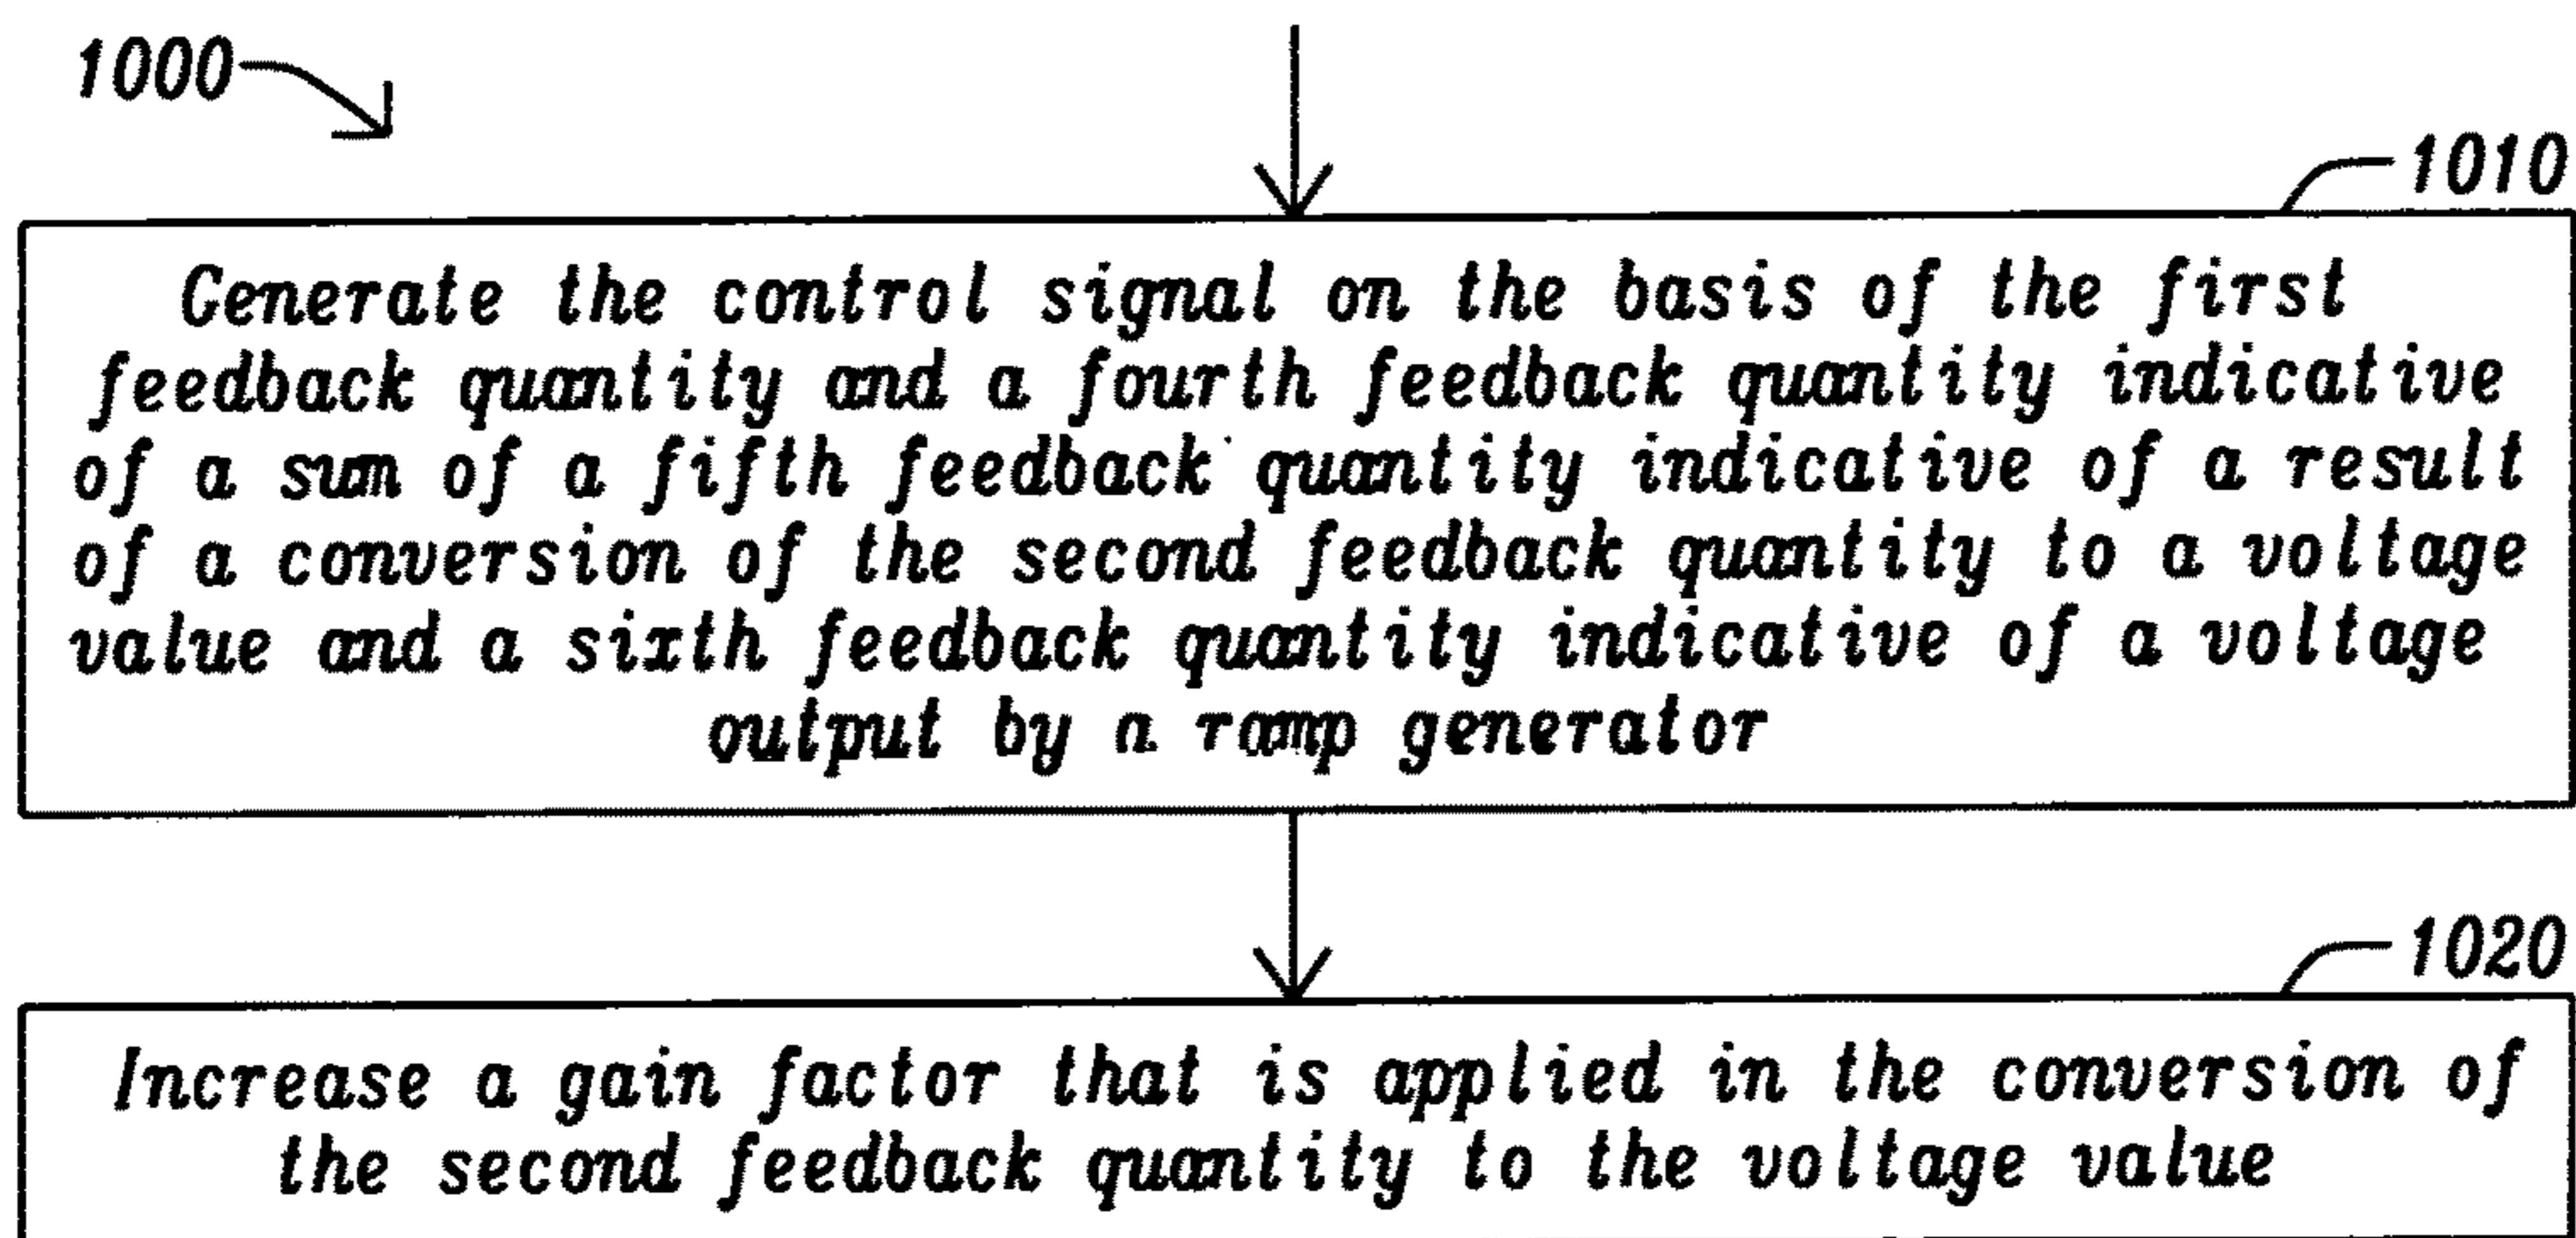 1000
1010
Generate the control signal on the basis of the first
feedback quantity and a fourth feedback quantity indicative
of a sum of a fifth feedback quantity indicative of a result
of a conversion of the second feedback quantity to a voltage
value and a sixth feedback quantity indicative of a voltage
output by a ramp generator
1020
Increase a gain factor that is applied in the conversion of
the second feedback quantity to the voltage value